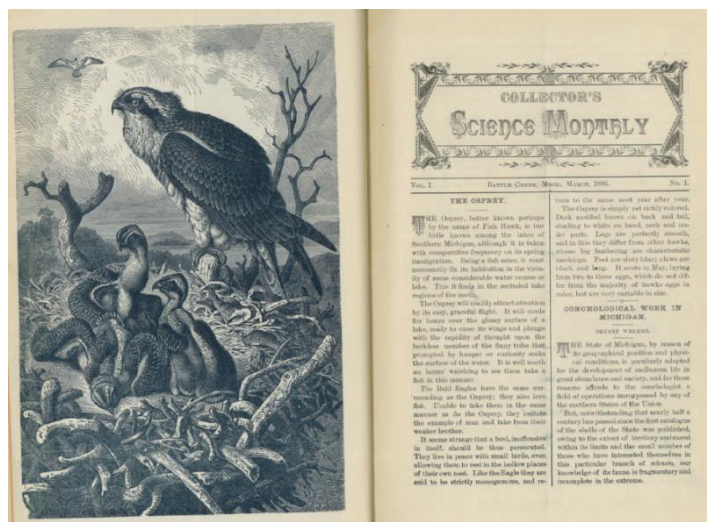 COLLECTOR'S
SCIENCE MONTHLY
VOL. I. BATTLE CREEK, MICH., MARCH, 1886. NO. 1.
THE OSPREY.
THE Osprey, better known perhaps
by the name of Fish Hawk, is but
little known among the lakes of
Southern Michigan, although it is taken
with comparative frequency on its spring
immigration. Being a fish eater, it must
necessarily fix its habitation in the vicin-
ity of some considerable water course or
lake. This it finds in the secluded lake
regions of the north.
The Osprey will readily attract attention
by its easy, graceful flight. It will circle
for hours over the glassy surface of a
lake, ready to close its wings and plunge
with the rapidity of thought upon the
luckless member of the finny tribe that
prompted by hunger or curiosity seeks
the surface of the water. It is well worth
an hours' watching to see them take a
fish in this manner.
The Bald Eagles have the same sur-
rounding as the Osprey; they also love
fish. Unable to take them in the same
manner as do the Osprey, they imitate
the example of man and take from their
weaker brother.
It seems strange that a bird, inoffensive
in itself, should be thus persecuted.
They live in peace with small birds, even
allowing them to rest in the hollow places
of their own nest. Like the Eagle they are
said to be strictly monogamous, and re-
turn to the same nest year after year.
The Osprey is simply yet richly colored.
Dark mottled brown on back and tail,
shading to white on head, neck and un-
der parts. Legs are perfectly smooth,
and in this they differ from other hawks,
whose leg feathering are characteristic
markings. Feet are slaty blue; claws are
black and long. It nests in May, laying
from two to three eggs, which do not dif-
fer from the majority of hawks eggs in
color, but are very variable in size.
CONCHOLOGICAL WORK IN
MICHIGAN.
BRYANT WALKER.
THE State of Michigan, by reason of
its geographical position and physi-
cal conditions, is peculiarly adapted
for the development of molluscous life in
great abundance and variety, and for these
reasons affords to the conchologist a
field of operations unsurpassed by any of
the northern States of the Union.
"But, notwithstanding that nearly half a
century has passed since the first catalogue
of the shells of the State was published,
owing to the extent of territory embraced
within its limits and the small number of
those who have interested themselves in
this particular branch of science, our
knowledge of its fauna is fragmentary and
incomplete in the extreme.